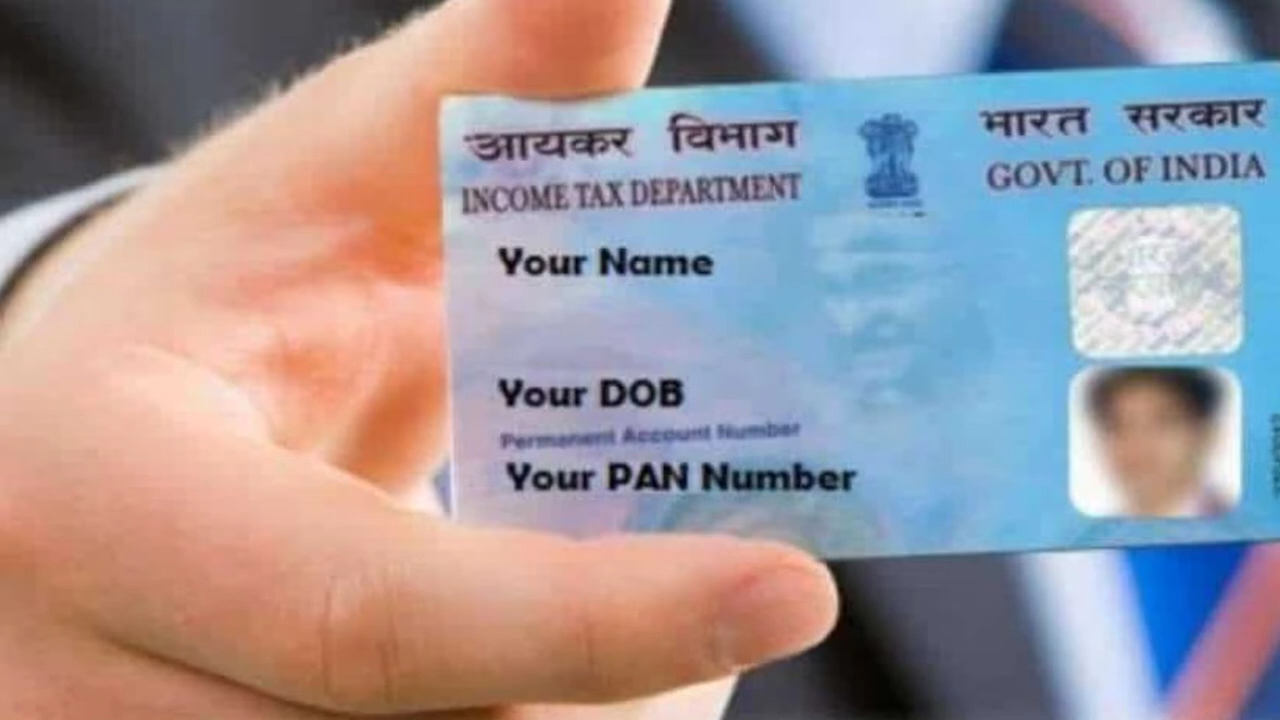 आयकर विभाग भारत सरकार
INCOME TAX DEPARTMENT GOVT. OF INDIA
Your Name
Your DOB
Permanent Account Number
Your PAN Number